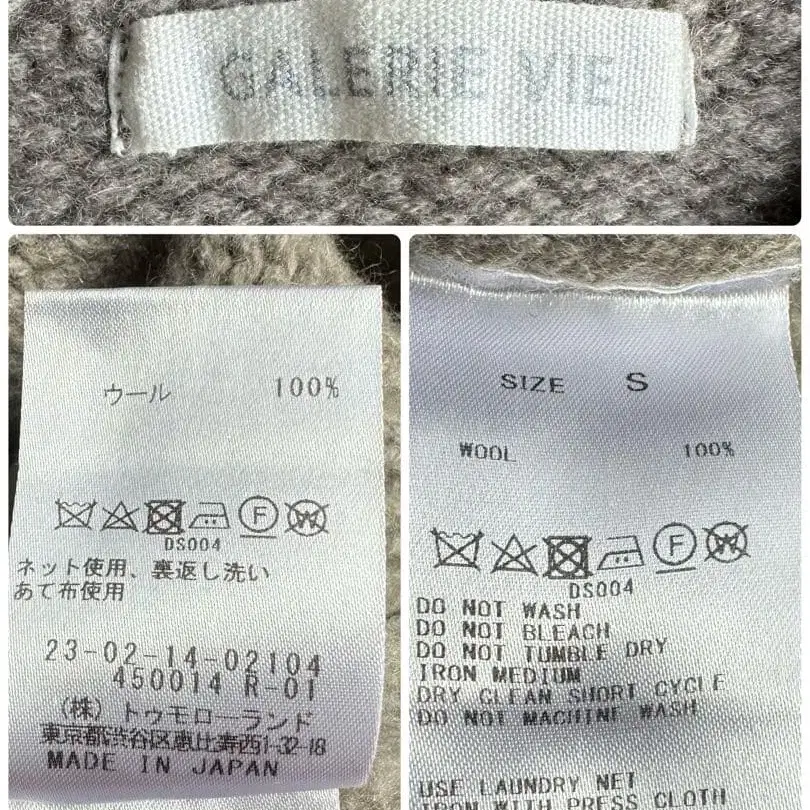 GALERIE VIE
ウール 100%
F W
DS004
ネット使用、裏返し洗い
あて布使用
23-02-14-02104
450014 R-01
(株) トゥモローランド
東京都渋谷区恵比寿西1-32-18
MADE IN JAPAN
SIZE S
WOOL 100%
F W
DS004
DO NOT WASH
DO NOT BLEACH
DO NOT TUMBLE DRY
IRON MEDIUM
DRY CLEAN SHORT CYCLE
DO NOT MACHINE WASH
USE LAUNDRY NET
IRON WITH PRESS CLOTH